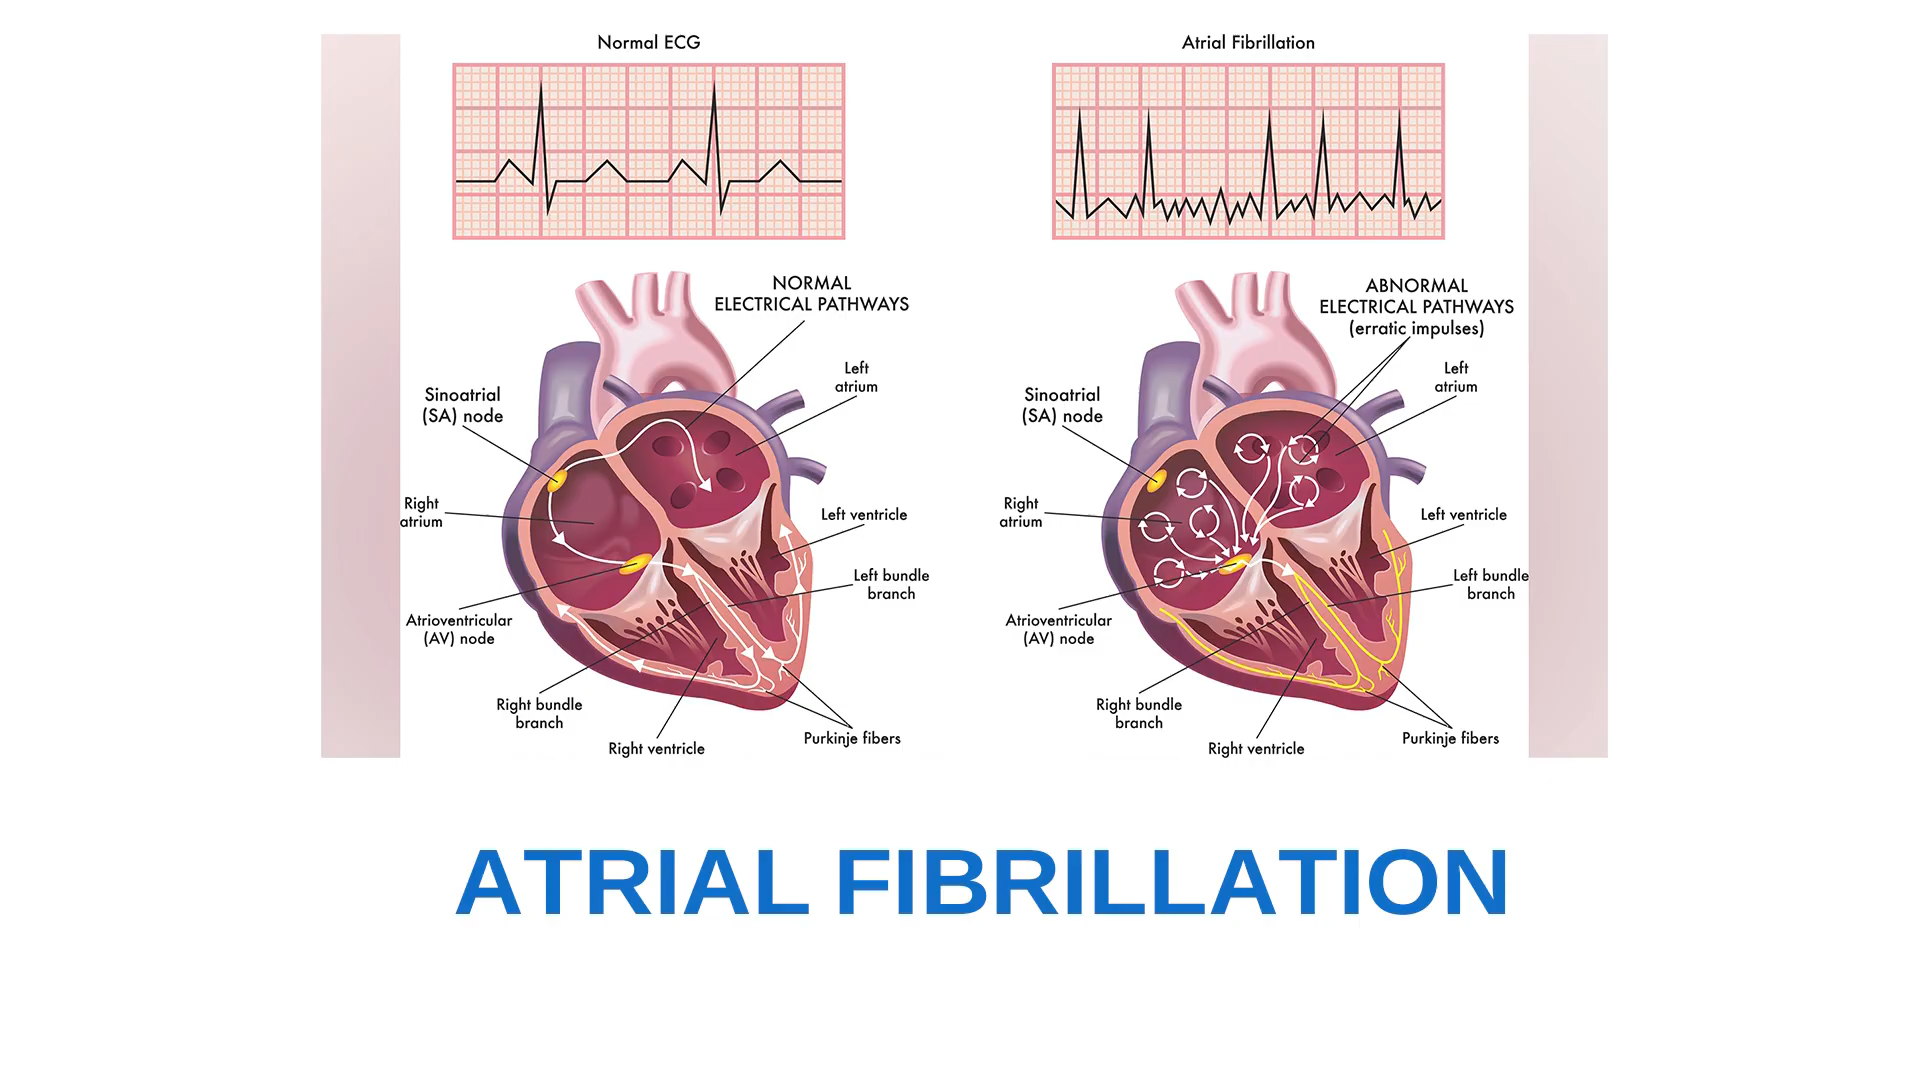 Normal ECG
NORMAL
ELECTRICAL PATHWAYS
Left
atrium
Sinoatrial
(SA) node
Right
atrium
Left ventricle
Left bundle
branch
Atrioventricular
(AV) node
Right bundle
branch
Purkinje fibers
Right ventricle
Atrial Fibrillation
ABNORMAL
ELECTRICAL PATHWAYS
(erratic impulses)
Left
atrium
Sinoatrial
(SA) node
Right
atrium
Left ventricle
Left bundle
branch
Atrioventricular
(AV) node
Right bundle
branch
Purkinje fibers
Right ventricle
ATRIAL FIBRILLATION